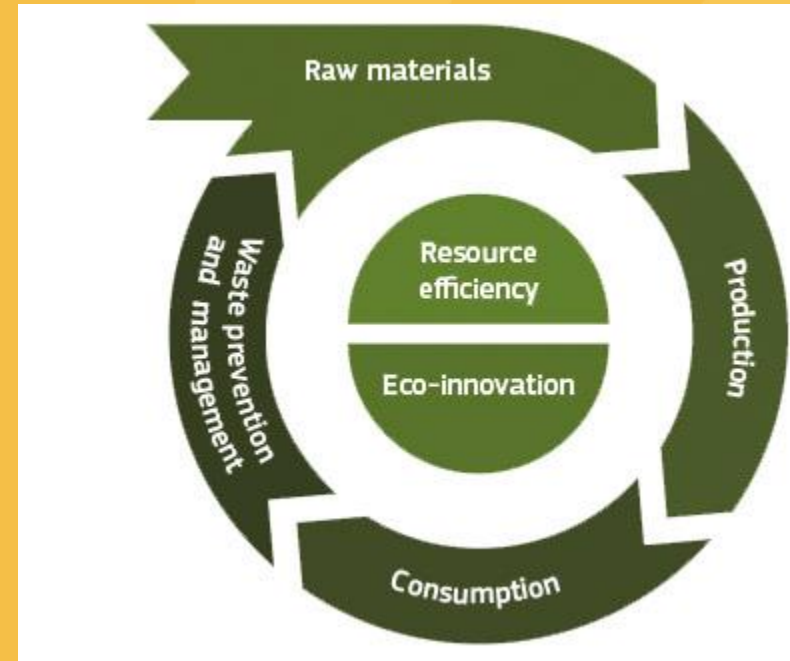 Raw materials
Production
Consumption
Waste prevention
and management
Resource
efficiency
Eco-innovation